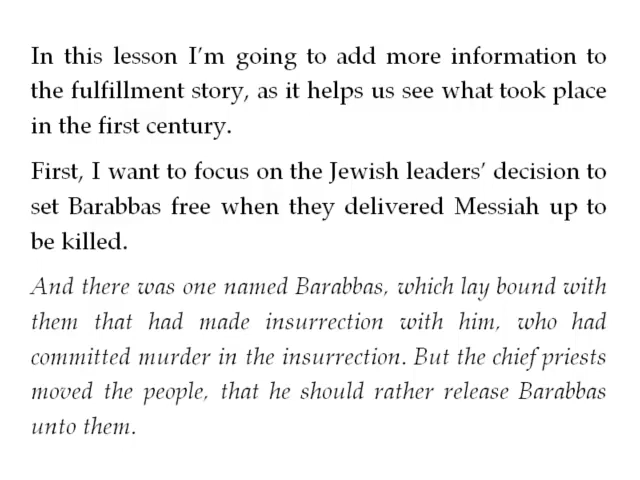 In this lesson I’m going to add more information to
the fulfillment story, as it helps us see what took place
in the first century.
First, I want to focus on the Jewish leaders’ decision to
set Barabbas free when they delivered Messiah up to
be killed.
And there was one named Barabbas, which lay bound with
them that had made insurrection with him, who had
committed murder in the insurrection. But the chief priests
moved the people, that he should rather release Barabbas
unto them.